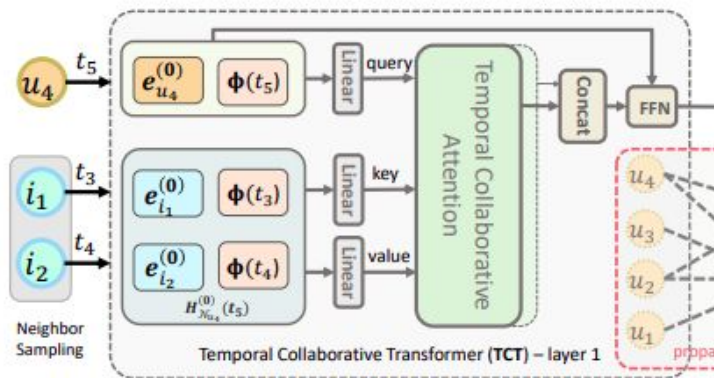 u₄ t₅
e_{u₄}^{(0)} ϕ(t₅)
Linear
query
Temporal Collaborative
Attention
Concat
FFN
i₁ t₃
i₂ t₄
e_{i₁}^{(0)} ϕ(t₃)
e_{i₂}^{(0)} ϕ(t₄)
H_{𝒩_{u₄}}^{(0)}(t₅)
Linear
key
Linear
value
Neighbor
Sampling
Temporal Collaborative Transformer (TCT) – layer 1
u₄
u₃
u₂
u₁
propa